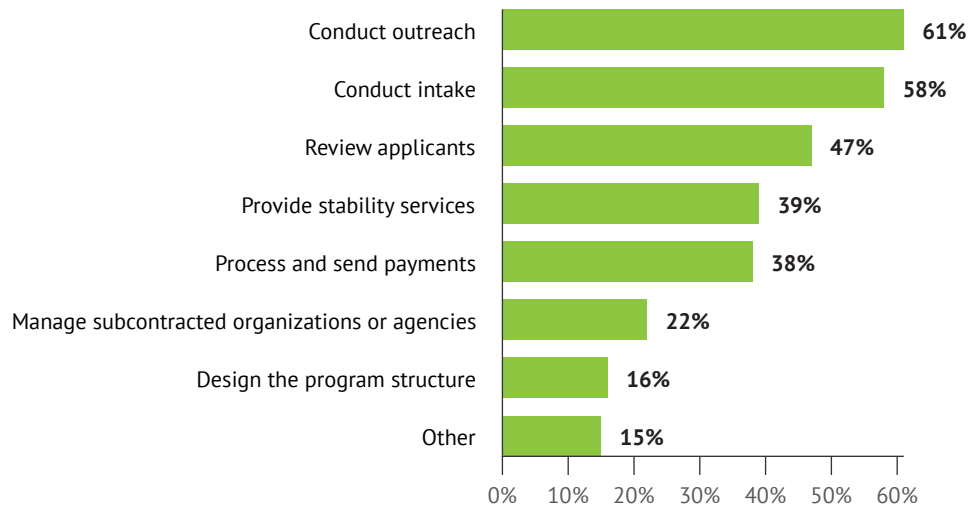 Conduct outreach 61%
Conduct intake 58%
Review applicants 47%
Provide stability services 39%
Process and send payments 38%
Manage subcontracted organizations or agencies 22%
Design the program structure 16%
Other 15%
0% 10% 20% 30% 40% 50% 60%